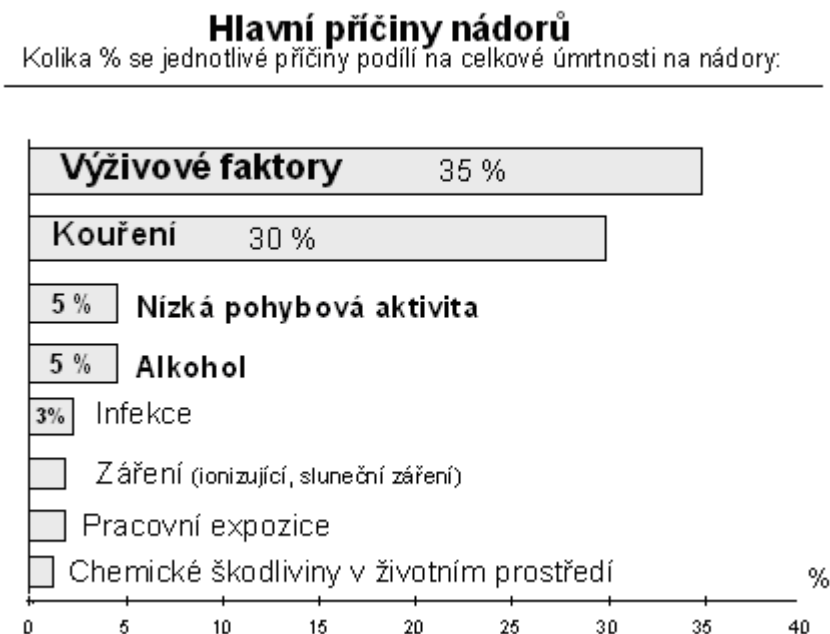 Hlavní příčiny nádorů
Kolika % se jednotlivé příčiny podílí na celkové úmrtnosti na nádory:
Výživové faktory 35 %
Kouření 30 %
5 % Nízká pohybová aktivita
5 % Alkohol
3% Infekce
Záření (ionizující, sluneční záření)
Pracovní expozice
Chemické škodliviny v životním prostředí %
0 5 10 15 20 25 30 35 40